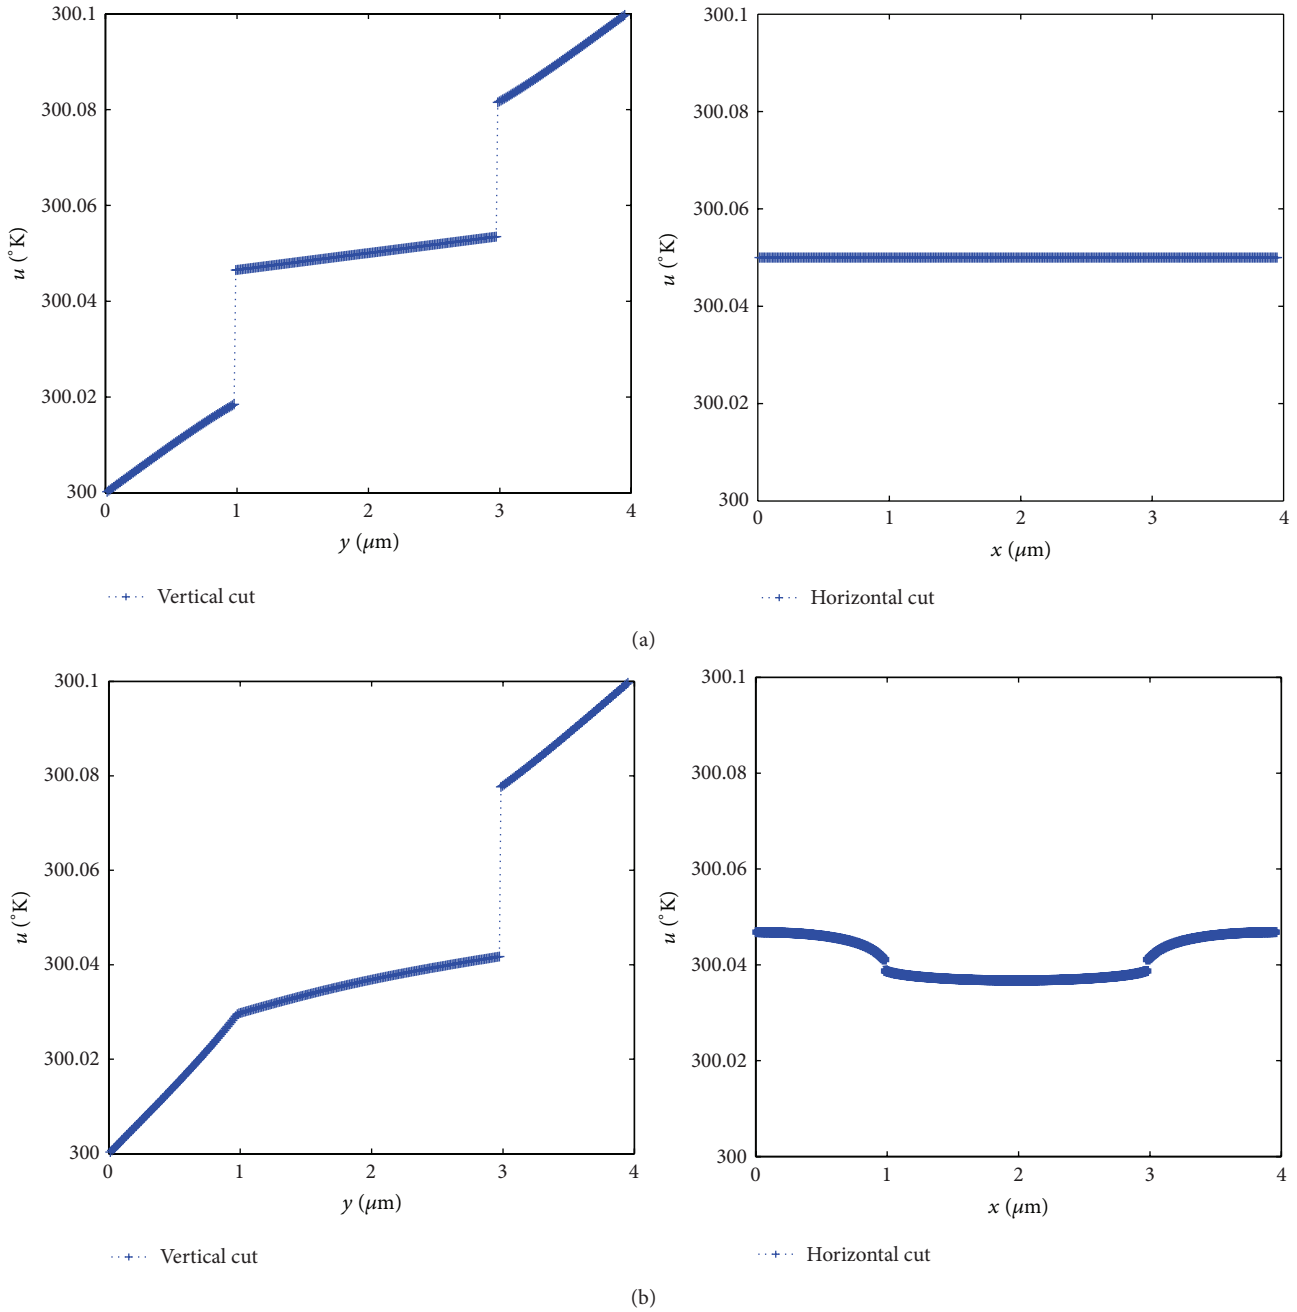 300.1
300.08
300.06
300.04
300.02
300
u (°K)
0 1 2 3 4
y (μm)
Vertical cut
300.1
300.08
300.06
300.04
300.02
300
u (°K)
0 1 2 3 4
x (μm)
Horizontal cut
(a)
300.1
300.08
300.06
300.04
300.02
300
u (°K)
0 1 2 3 4
y (μm)
Vertical cut
300.1
300.08
300.06
300.04
300.02
300
u (°K)
0 1 2 3 4
x (μm)
Horizontal cut
(b)